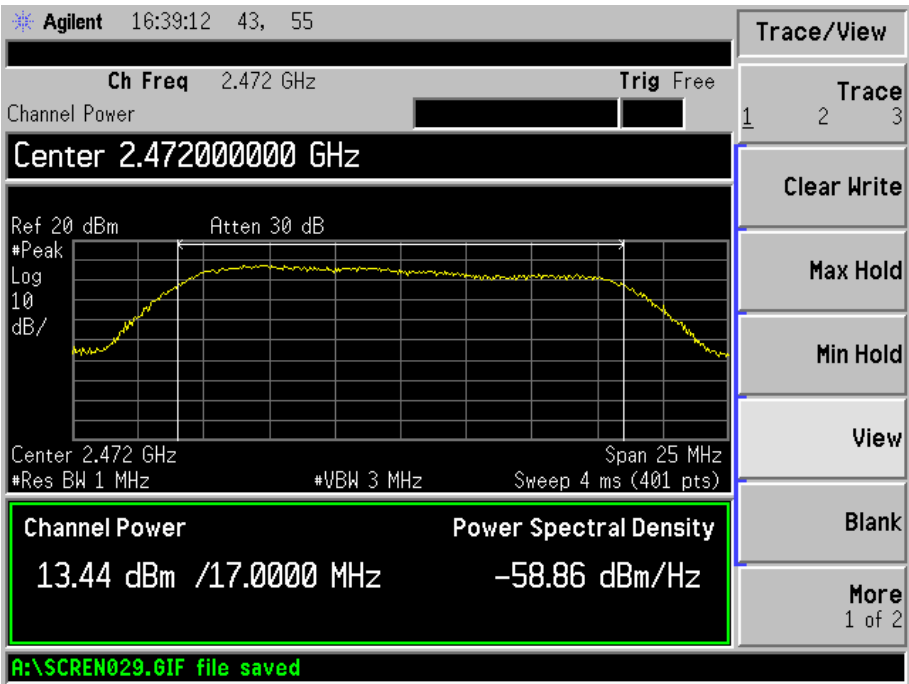 Agilent 16:39:12 43, 55
Ch Freq 2.472 GHz Trig Free
Channel Power
Center 2.472000000 GHz
Ref 20 dBm Atten 30 dB
#Peak
Log
10
dB/
Center 2.472 GHz Span 25 MHz
#Res BW 1 MHz #VBW 3 MHz Sweep 4 ms (401 pts)
Channel Power Power Spectral Density
13.44 dBm /17.0000 MHz -58.86 dBm/Hz
A:\SCREN029.GIF file saved
Trace/View
Trace
1 2 3
Clear Write
Max Hold
Min Hold
View
Blank
More
1 of 2